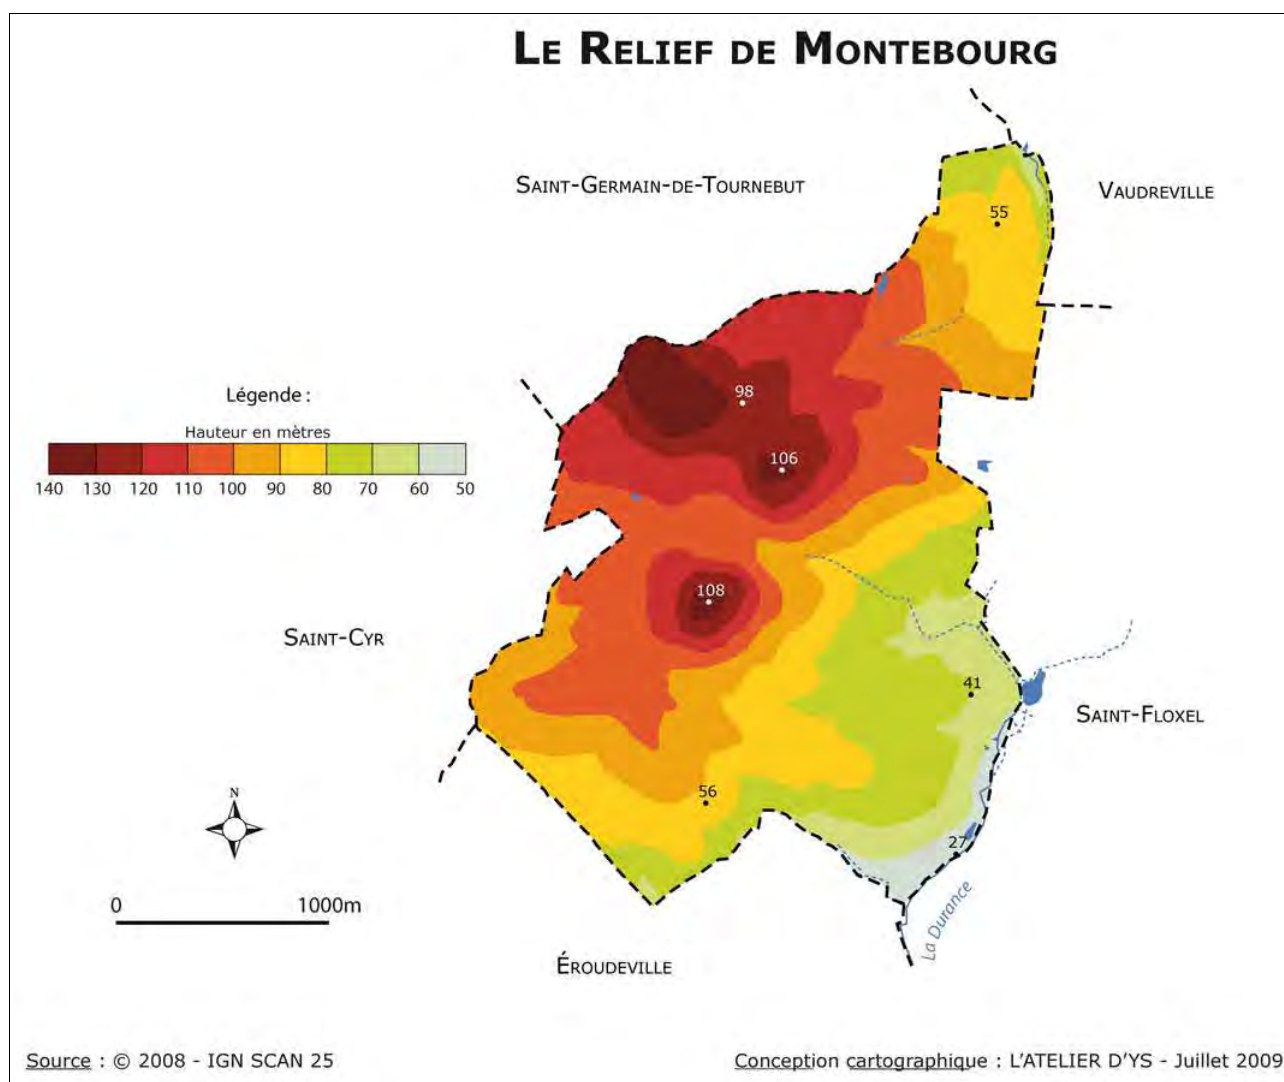 LE RELIEF DE MONTEBOURG
SAINT-GERMAIN-DE-TOURNEBUT
VAUDREVILLE
55
Légende :
Hauteur en mètres
140 130 120 110 100 90 80 70 60 50
98
106
108
SAINT-CYR
41
SAINT-FLOXEL
56
27
N
0 1000m
La Durance
ÉROUDEVILLE
Source : © 2008 - IGN SCAN 25
Conception cartographique : L'ATELIER D'YS - Juillet 2009